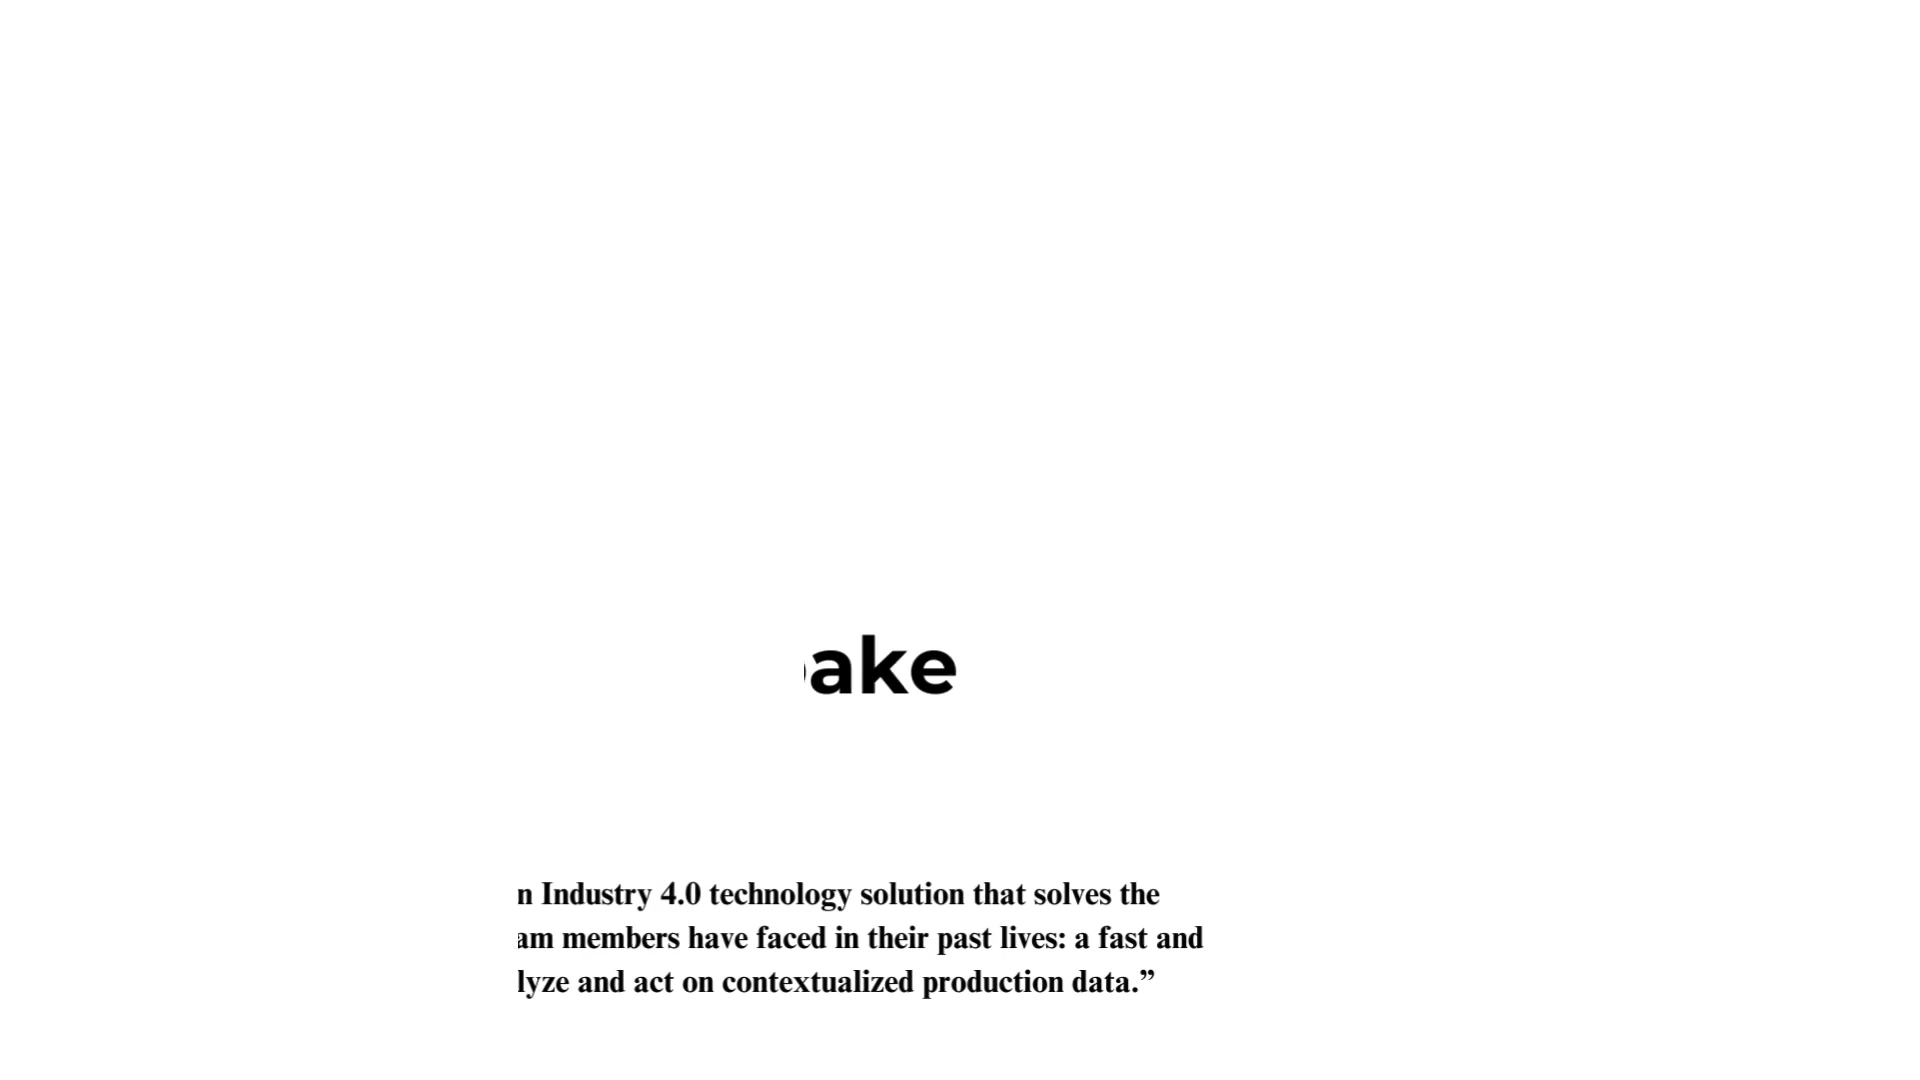 ake
n Industry 4.0 technology solution that solves the
am members have faced in their past lives: a fast and
lyze and act on contextualized production data.”